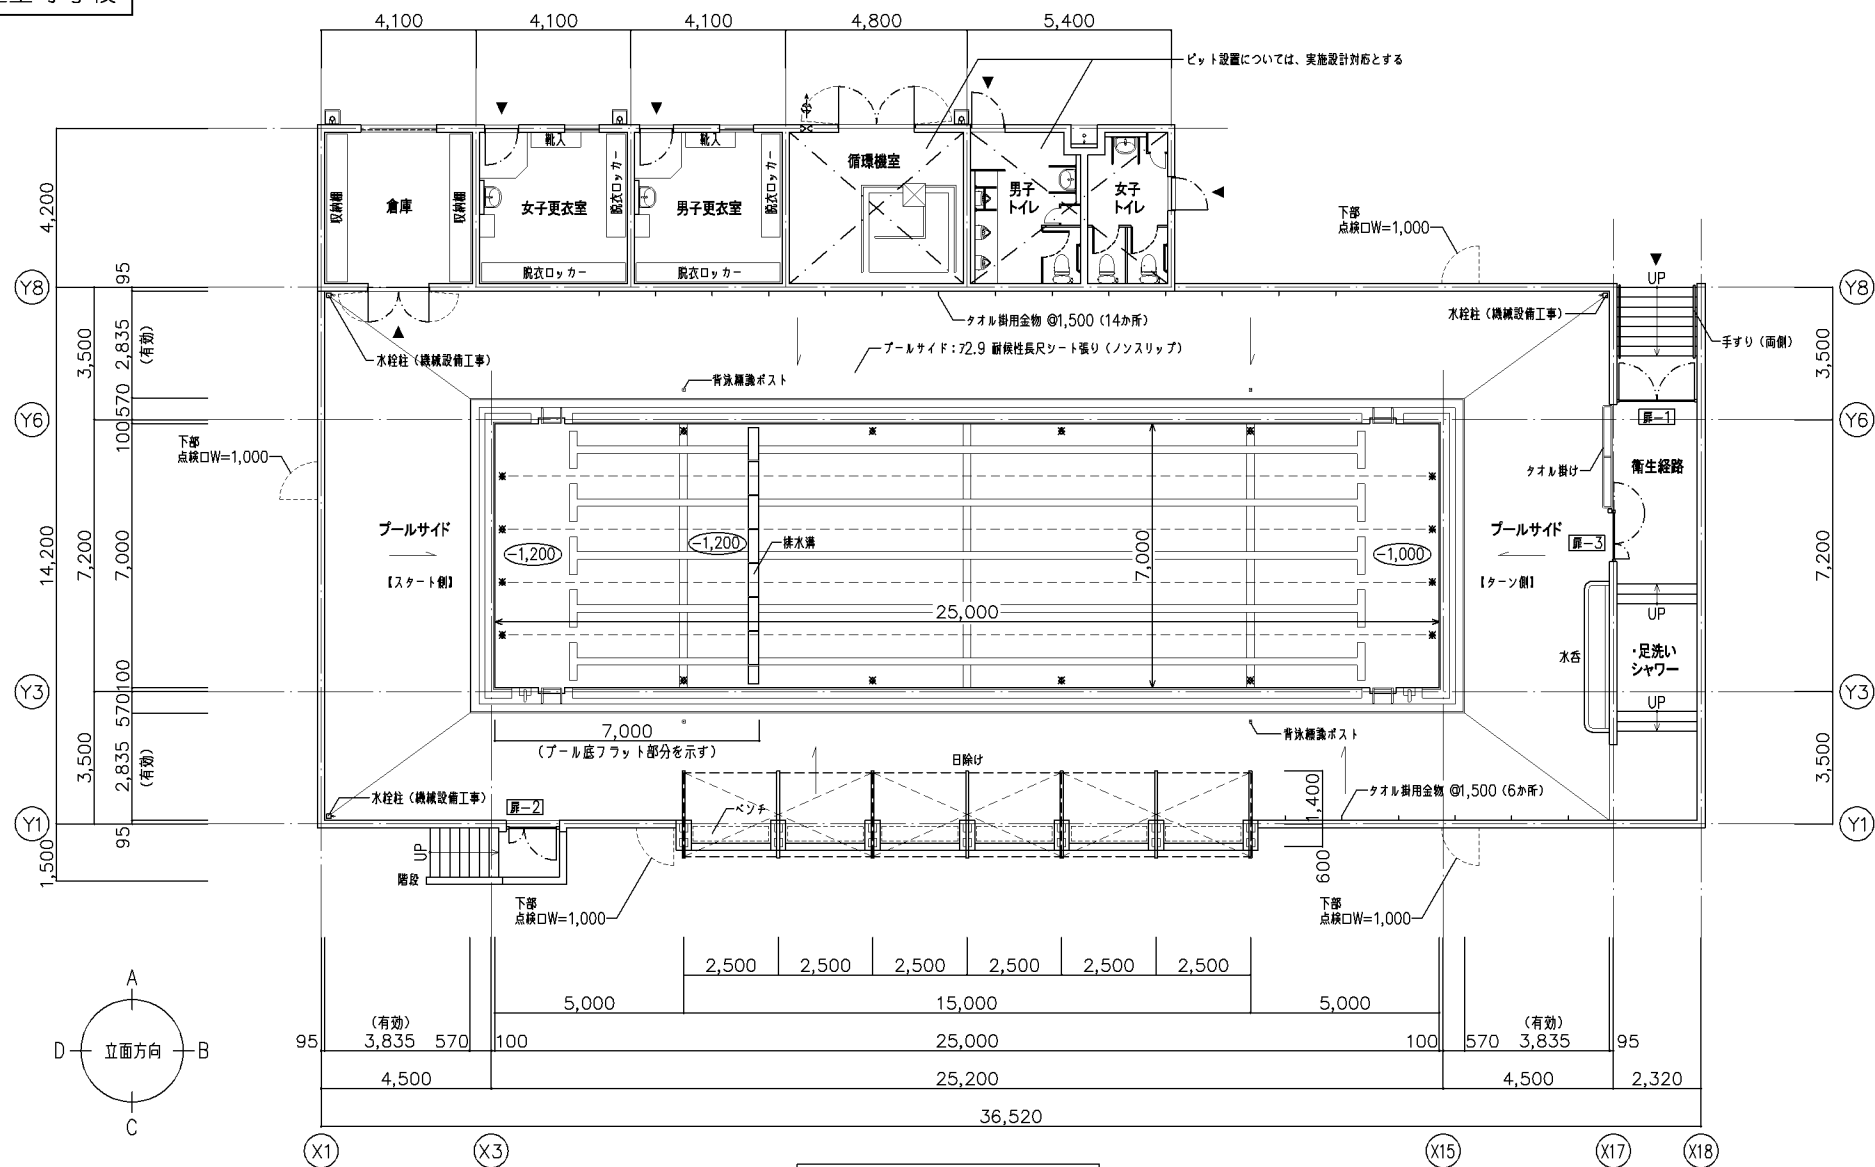 4,100
4,100
4,100
4,800
5,400
ピット設置については、実施設計対応とする
靴入
靴入
収納棚
倉庫
収納棚
女子更衣室
脱衣ロッカー
脱衣ロッカー
男子更衣室
脱衣ロッカー
脱衣ロッカー
循環機室
男子
トイレ
女子
トイレ
下部
点検口W=1,000
UP
4,200
95
Y8
Y8
水栓柱（機械設備工事）
タオル掛用金物 @1,500（14か所）
水栓柱（機械設備工事）
手すり（両側）
プールサイド：ｱ2.9 耐候性長尺シート張り（ノンスリップ）
背泳標識ポスト
3,500
2,835
(有効)
3,500
570
100
Y6
Y6
下部
点検口W=1,000
扉-1
タオル掛け
衛生経路
プールサイド
【スタート側】
-1,200
-1,200
排水溝
7,000
-1,000
プールサイド
【ターン側】
扉-3
14,200
7,200
7,000
7,200
25,000
UP
水呑
・足洗い
シャワー
UP
Y3
Y3
100
570
7,000
(プール底フラット部分を示す)
背泳標識ポスト
3,500
2,835
(有効)
3,500
日除け
ベンチ
1,400
タオル掛用金物 @1,500（6か所）
水栓柱（機械設備工事）
扉-2
Y1
Y1
95
1,500
UP
階段
600
下部
点検口W=1,000
下部
点検口W=1,000
2,500
2,500
2,500
2,500
2,500
2,500
5,000
15,000
5,000
(有効)
(有効)
95
3,835
570
100
25,000
100
570
3,835
95
4,500
25,200
4,500
2,320
36,520
A
D
立面方向
B
C
X1
X3
X15
X17
X18